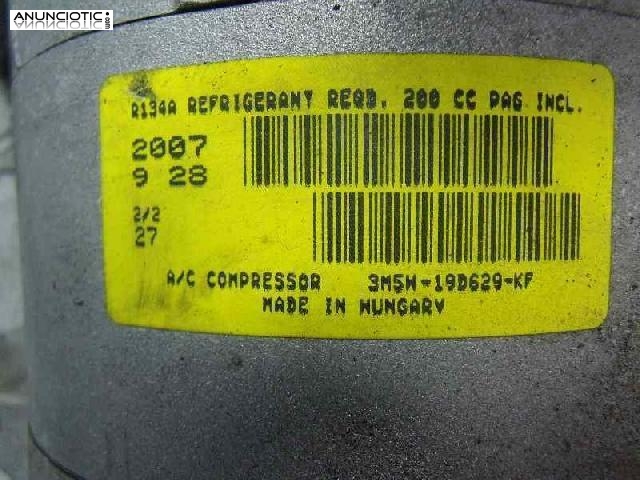 ANUNCIOTIC
.com
R134A REFRIGERANT REQD. 200 CC PAG INCL.
2007
9 28
2/2
27
A/C COMPRESSOR 3M5H-19D629-KF
MADE IN HUNGARY